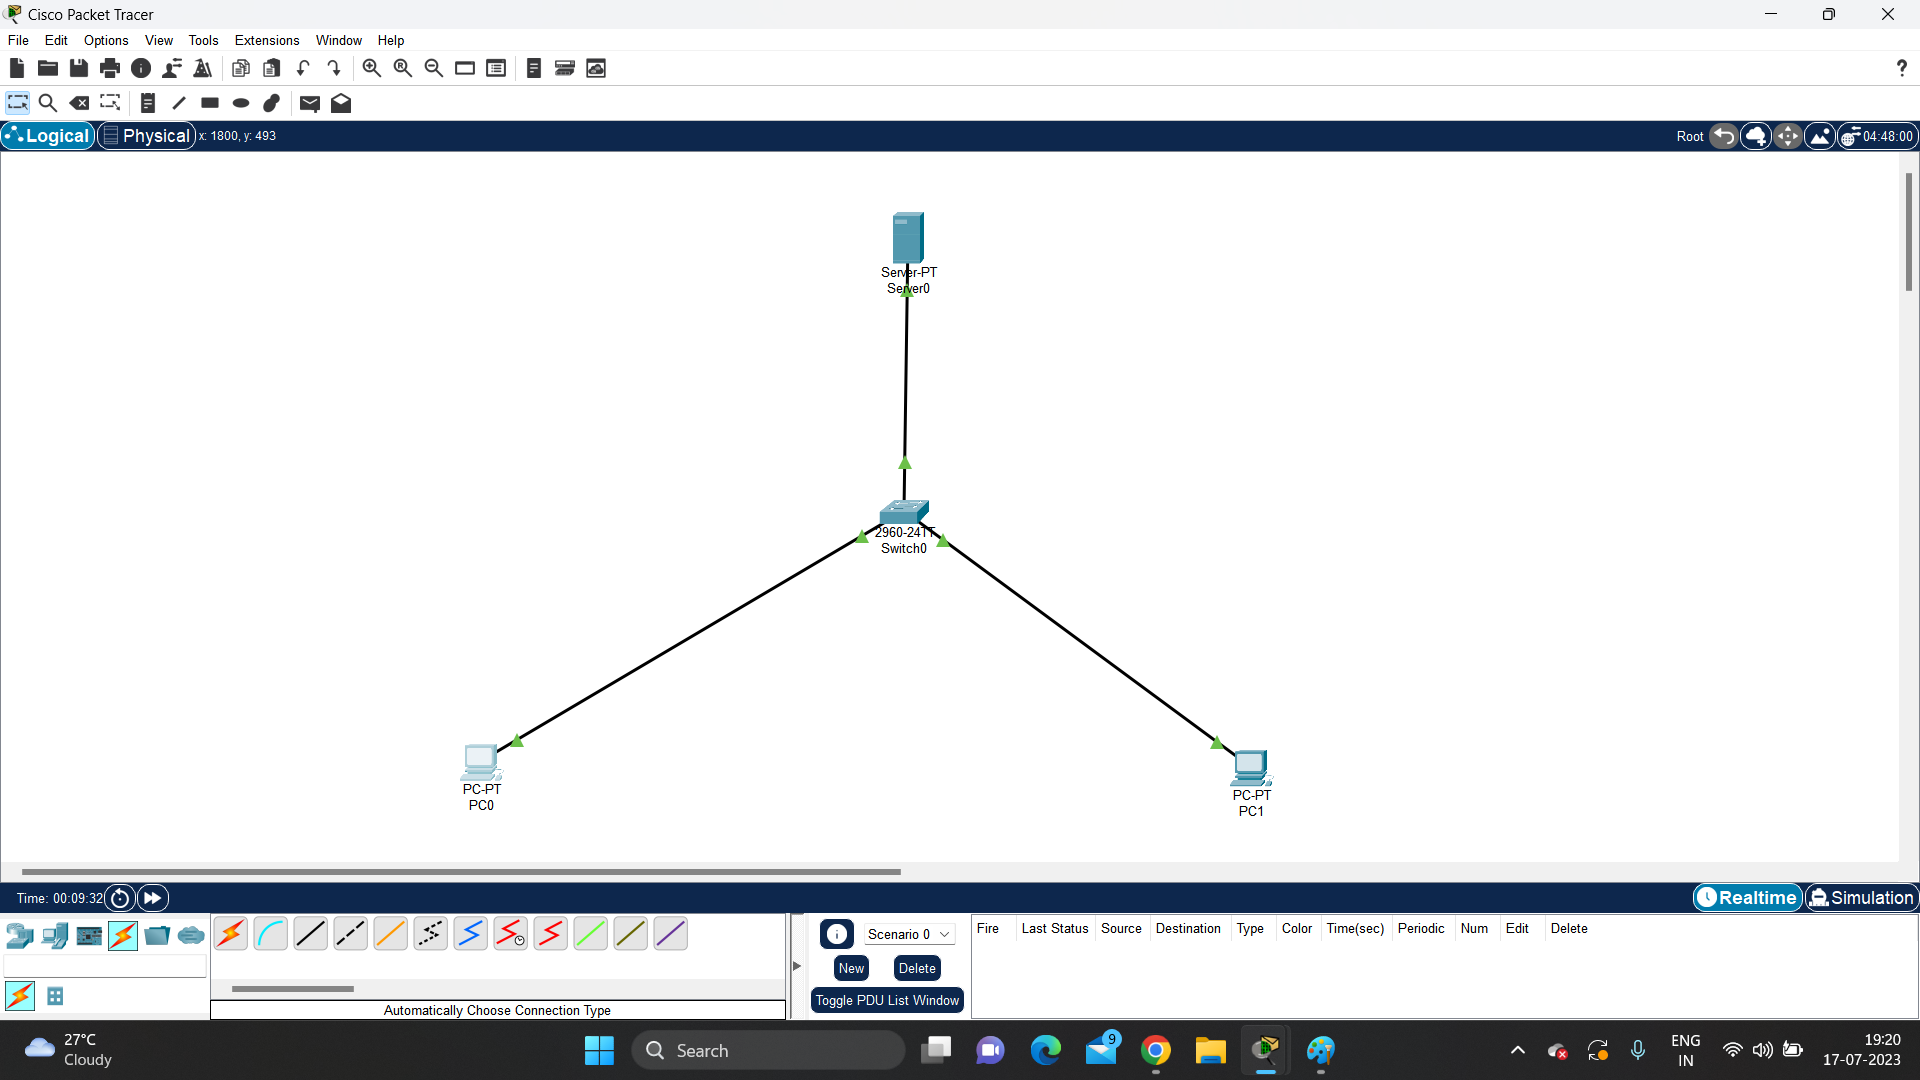 Cisco Packet Tracer
File Edit Options View Tools Extensions Window Help
?
Logical Physical x: 1800, y: 493 Root 04:48:00
Server-PT
Server0
2960-24TT
Switch0
PC-PT
PC0
PC-PT
PC1
Time: 00:09:32 Realtime Simulation
Scenario 0
New Delete
Toggle PDU List Window
Fire Last Status Source Destination Type Color Time(sec) Periodic Num Edit Delete
Automatically Choose Connection Type
27°C
Cloudy
Search
9
ENG
IN
19:20
17-07-2023